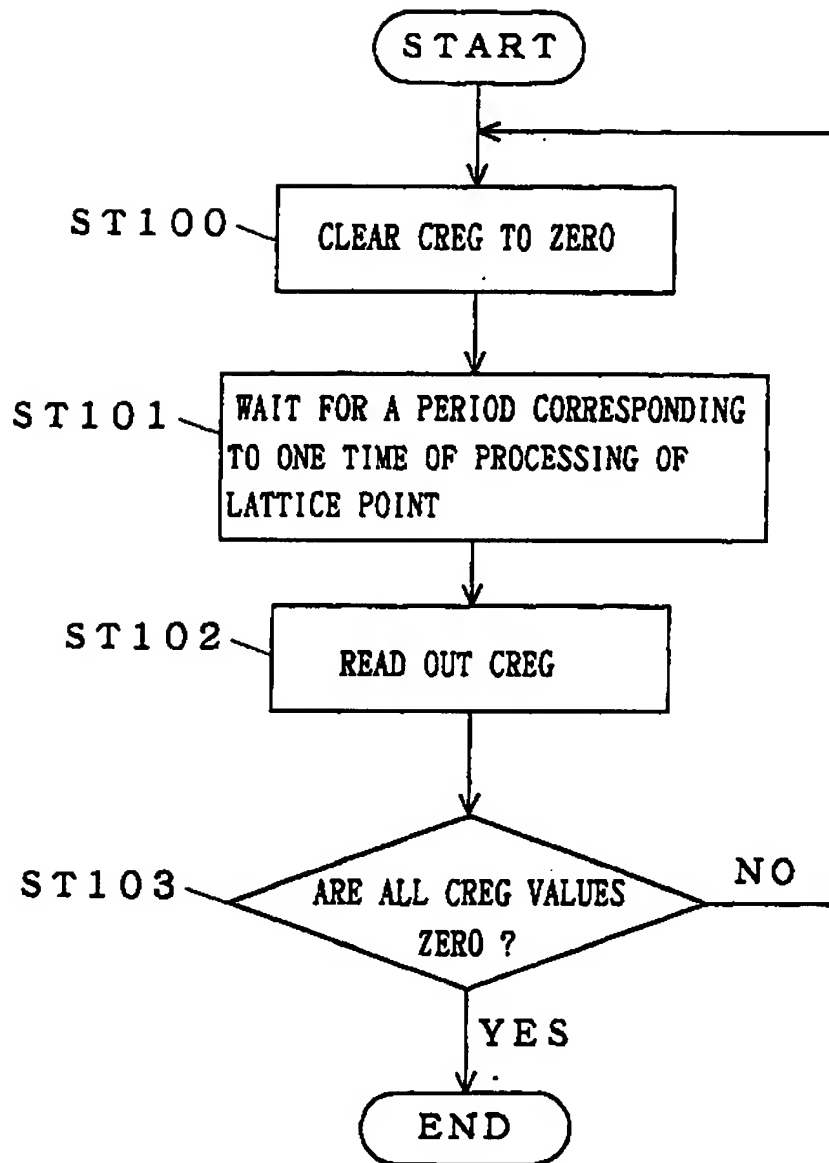 START
ST100
CLEAR CREG TO ZERO
ST101
WAIT FOR A PERIOD CORRESPONDING
TO ONE TIME OF PROCESSING OF
LATTICE POINT
ST102
READ OUT CREG
ST103
ARE ALL CREG VALUES
ZERO ?
NO
YES
END